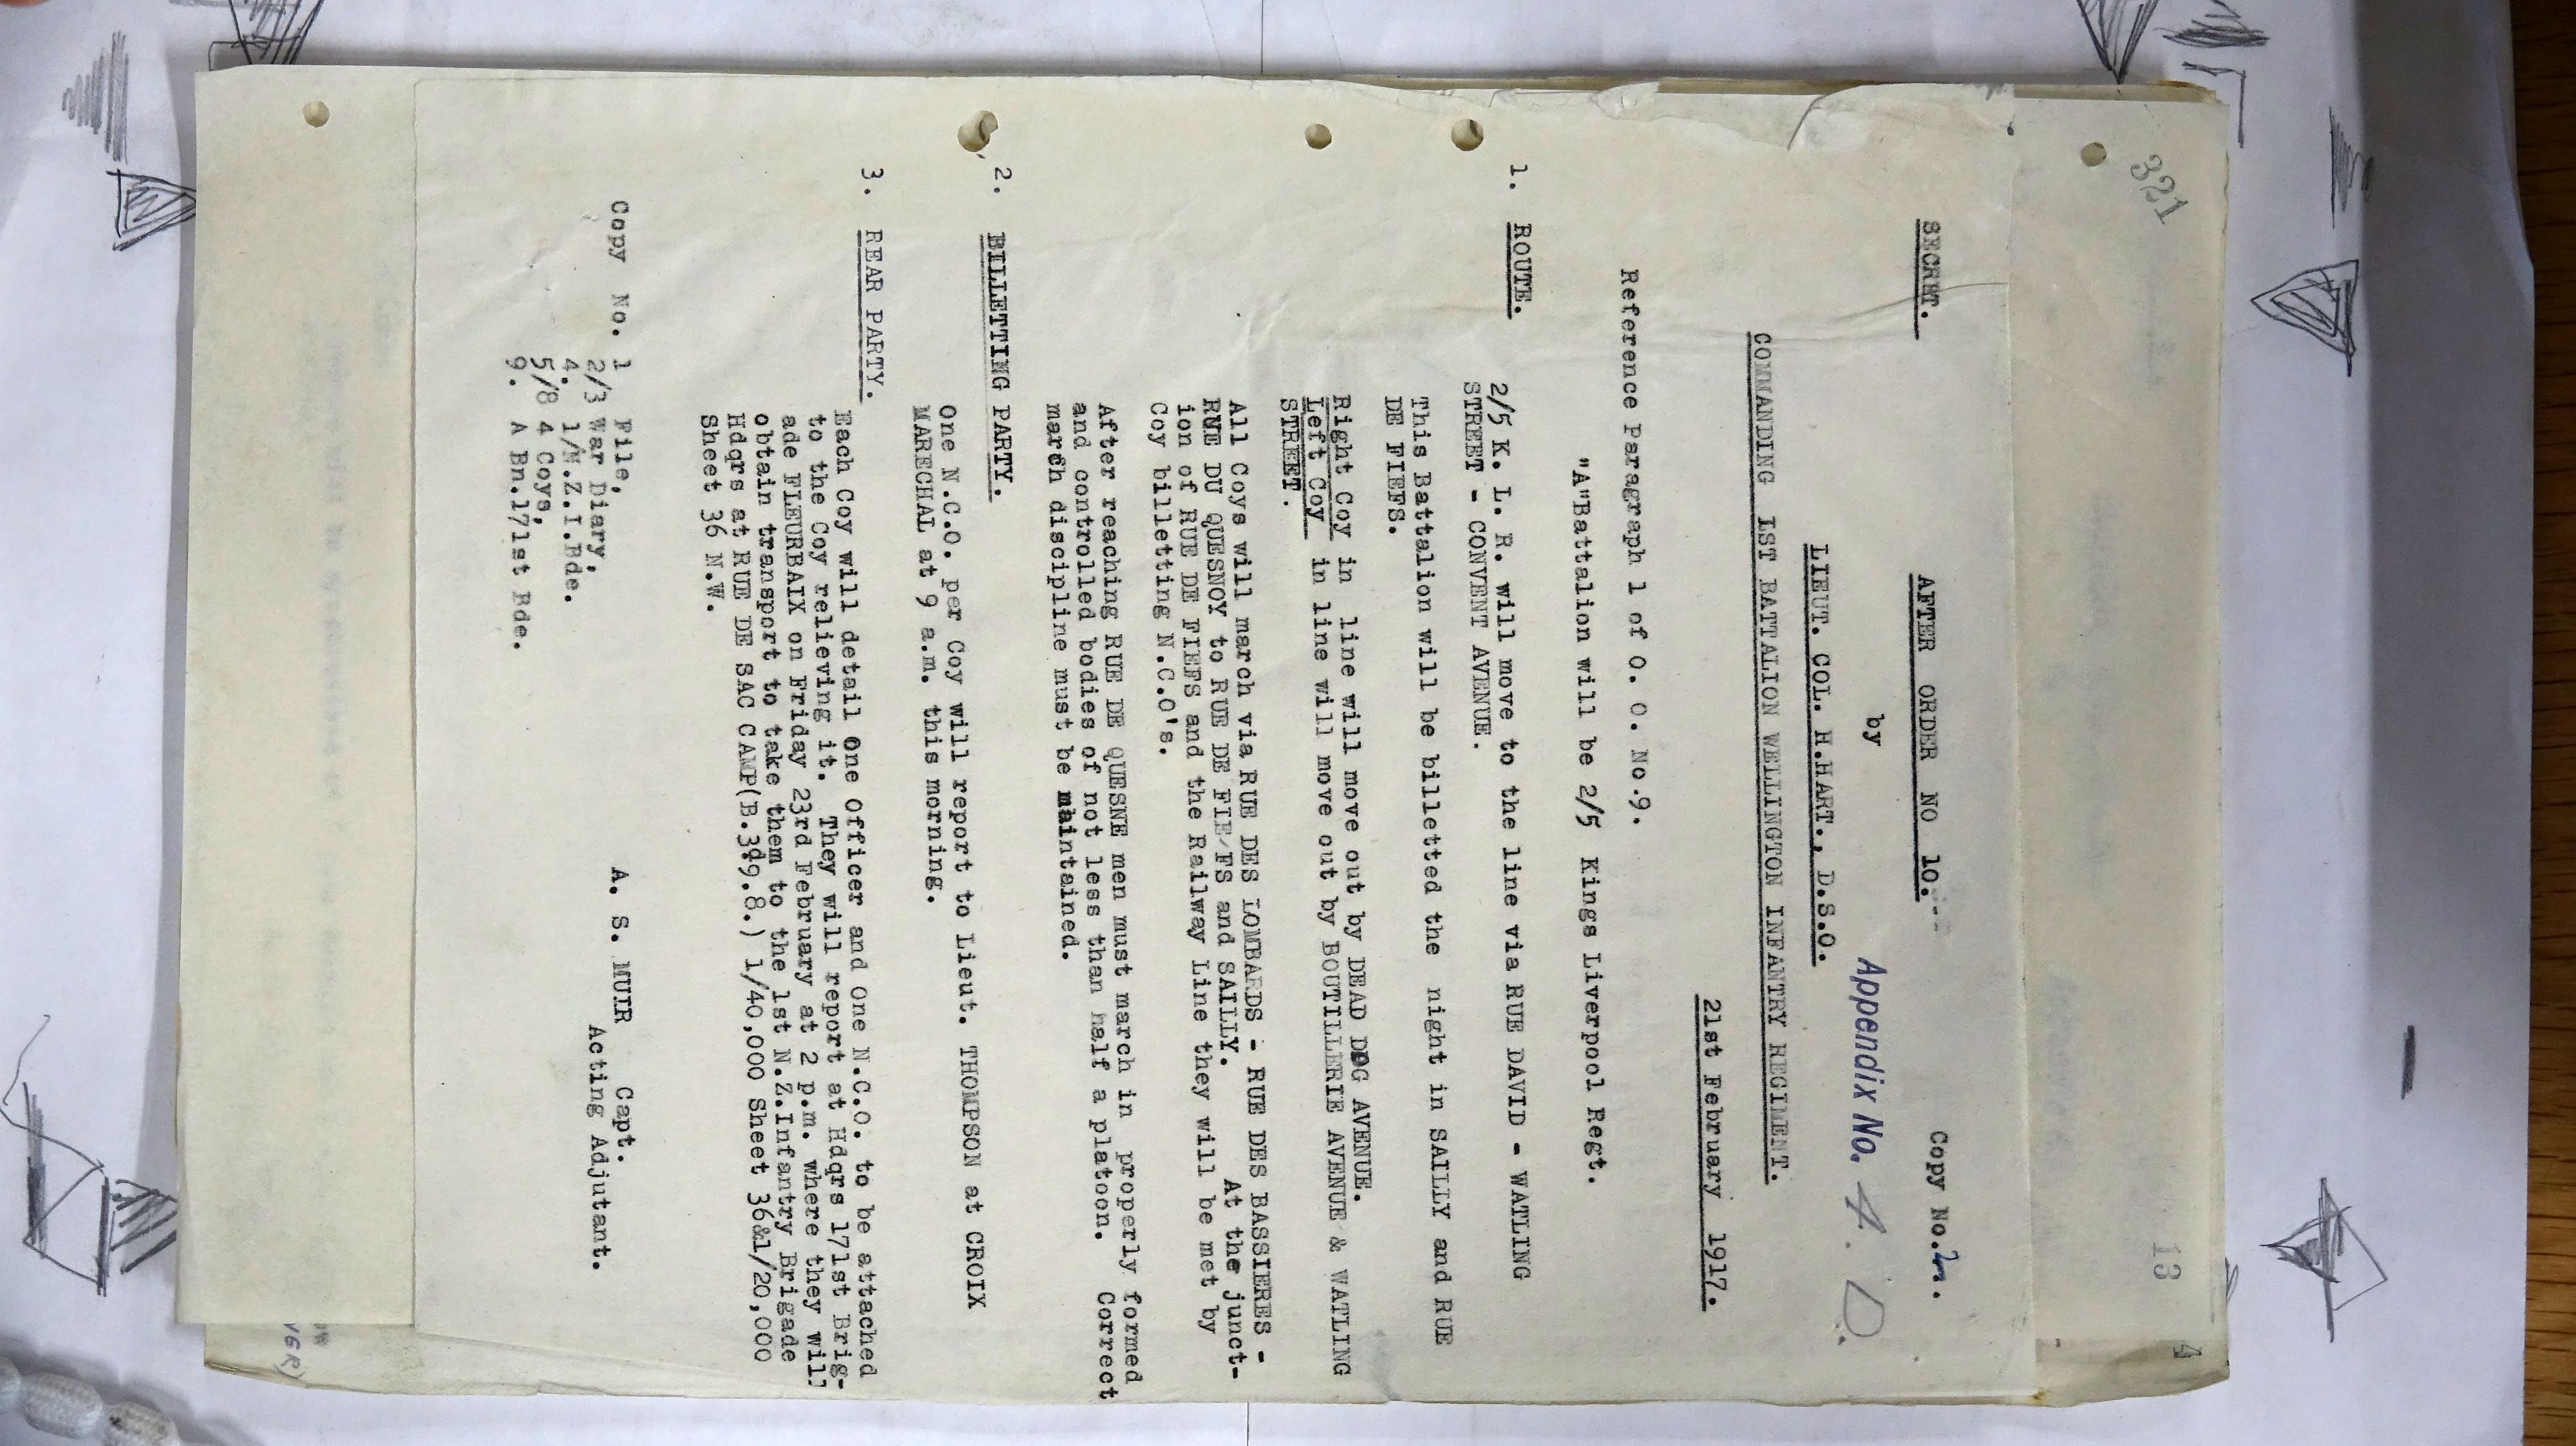 321
13
4
SECRET.
AFTER ORDER NO 10.
Copy No.2.
by
Appendix No. 4. D.
LIEUT. COL. H.HART., D.S.O.
COMMANDING 1ST BATTALION WELLINGTON INFANTRY REGIMENT.
21st February 1917.
Reference Paragraph 1 of O. O. No.9.
"A"Battalion will be 2/5 Kings Liverpool Regt.
1. ROUTE.
2/5 K. L. R. will move to the line via RUE DAVID - WATLING
STREET - CONVENT AVENUE.
This Battalion will be billetted the night in SAILLY and RUE
DE FIEFS.
Right Coy in line will move out by DEAD DOG AVENUE.
Left Coy in line will move out by BOUTILLERIE AVENUE & WATLING
STREET.
All Coys will march via RUE DES LOMBARDS - RUE DES BASSIERES -
RUE DU QUESNOY to RUE DE FIEFS and SAILLY. At the junct-
ion of RUE DE FIEFS and the Railway Line they will be met by
Coy billetting N.C.O's.
After reaching RUE DE QUESNE men must march in properly formed
and controlled bodies of not less than half a platoon. Correct
march discipline must be maintained.
2. BILLETTING PARTY.
One N.C.O. per Coy will report to Lieut. THOMPSON at CROIX
MARECHAL at 9 a.m. this morning.
3. REAR PARTY.
Each Coy will detail One Officer and One N.C.O. to be attached
to the Coy relieving it. They will report at Hdqrs 171st Brig-
ade FLEURBAIX on Friday 23rd February at 2 p.m. where they will
obtain transport to take them to the 1st N.Z.Infantry Brigade
Hdqrs at RUE DE SAC CAMP(B.3d9.8.) 1/40,000 Sheet 36&1/20,000
Sheet 36 N.W.
A. S. MUIR Capt.
Acting Adjutant.
Copy No. 1 File,
2/3 War Diary,
4. 1/N.Z.I.Bde.
5/8 4 Coys,
9. A Bn.171st Bde.